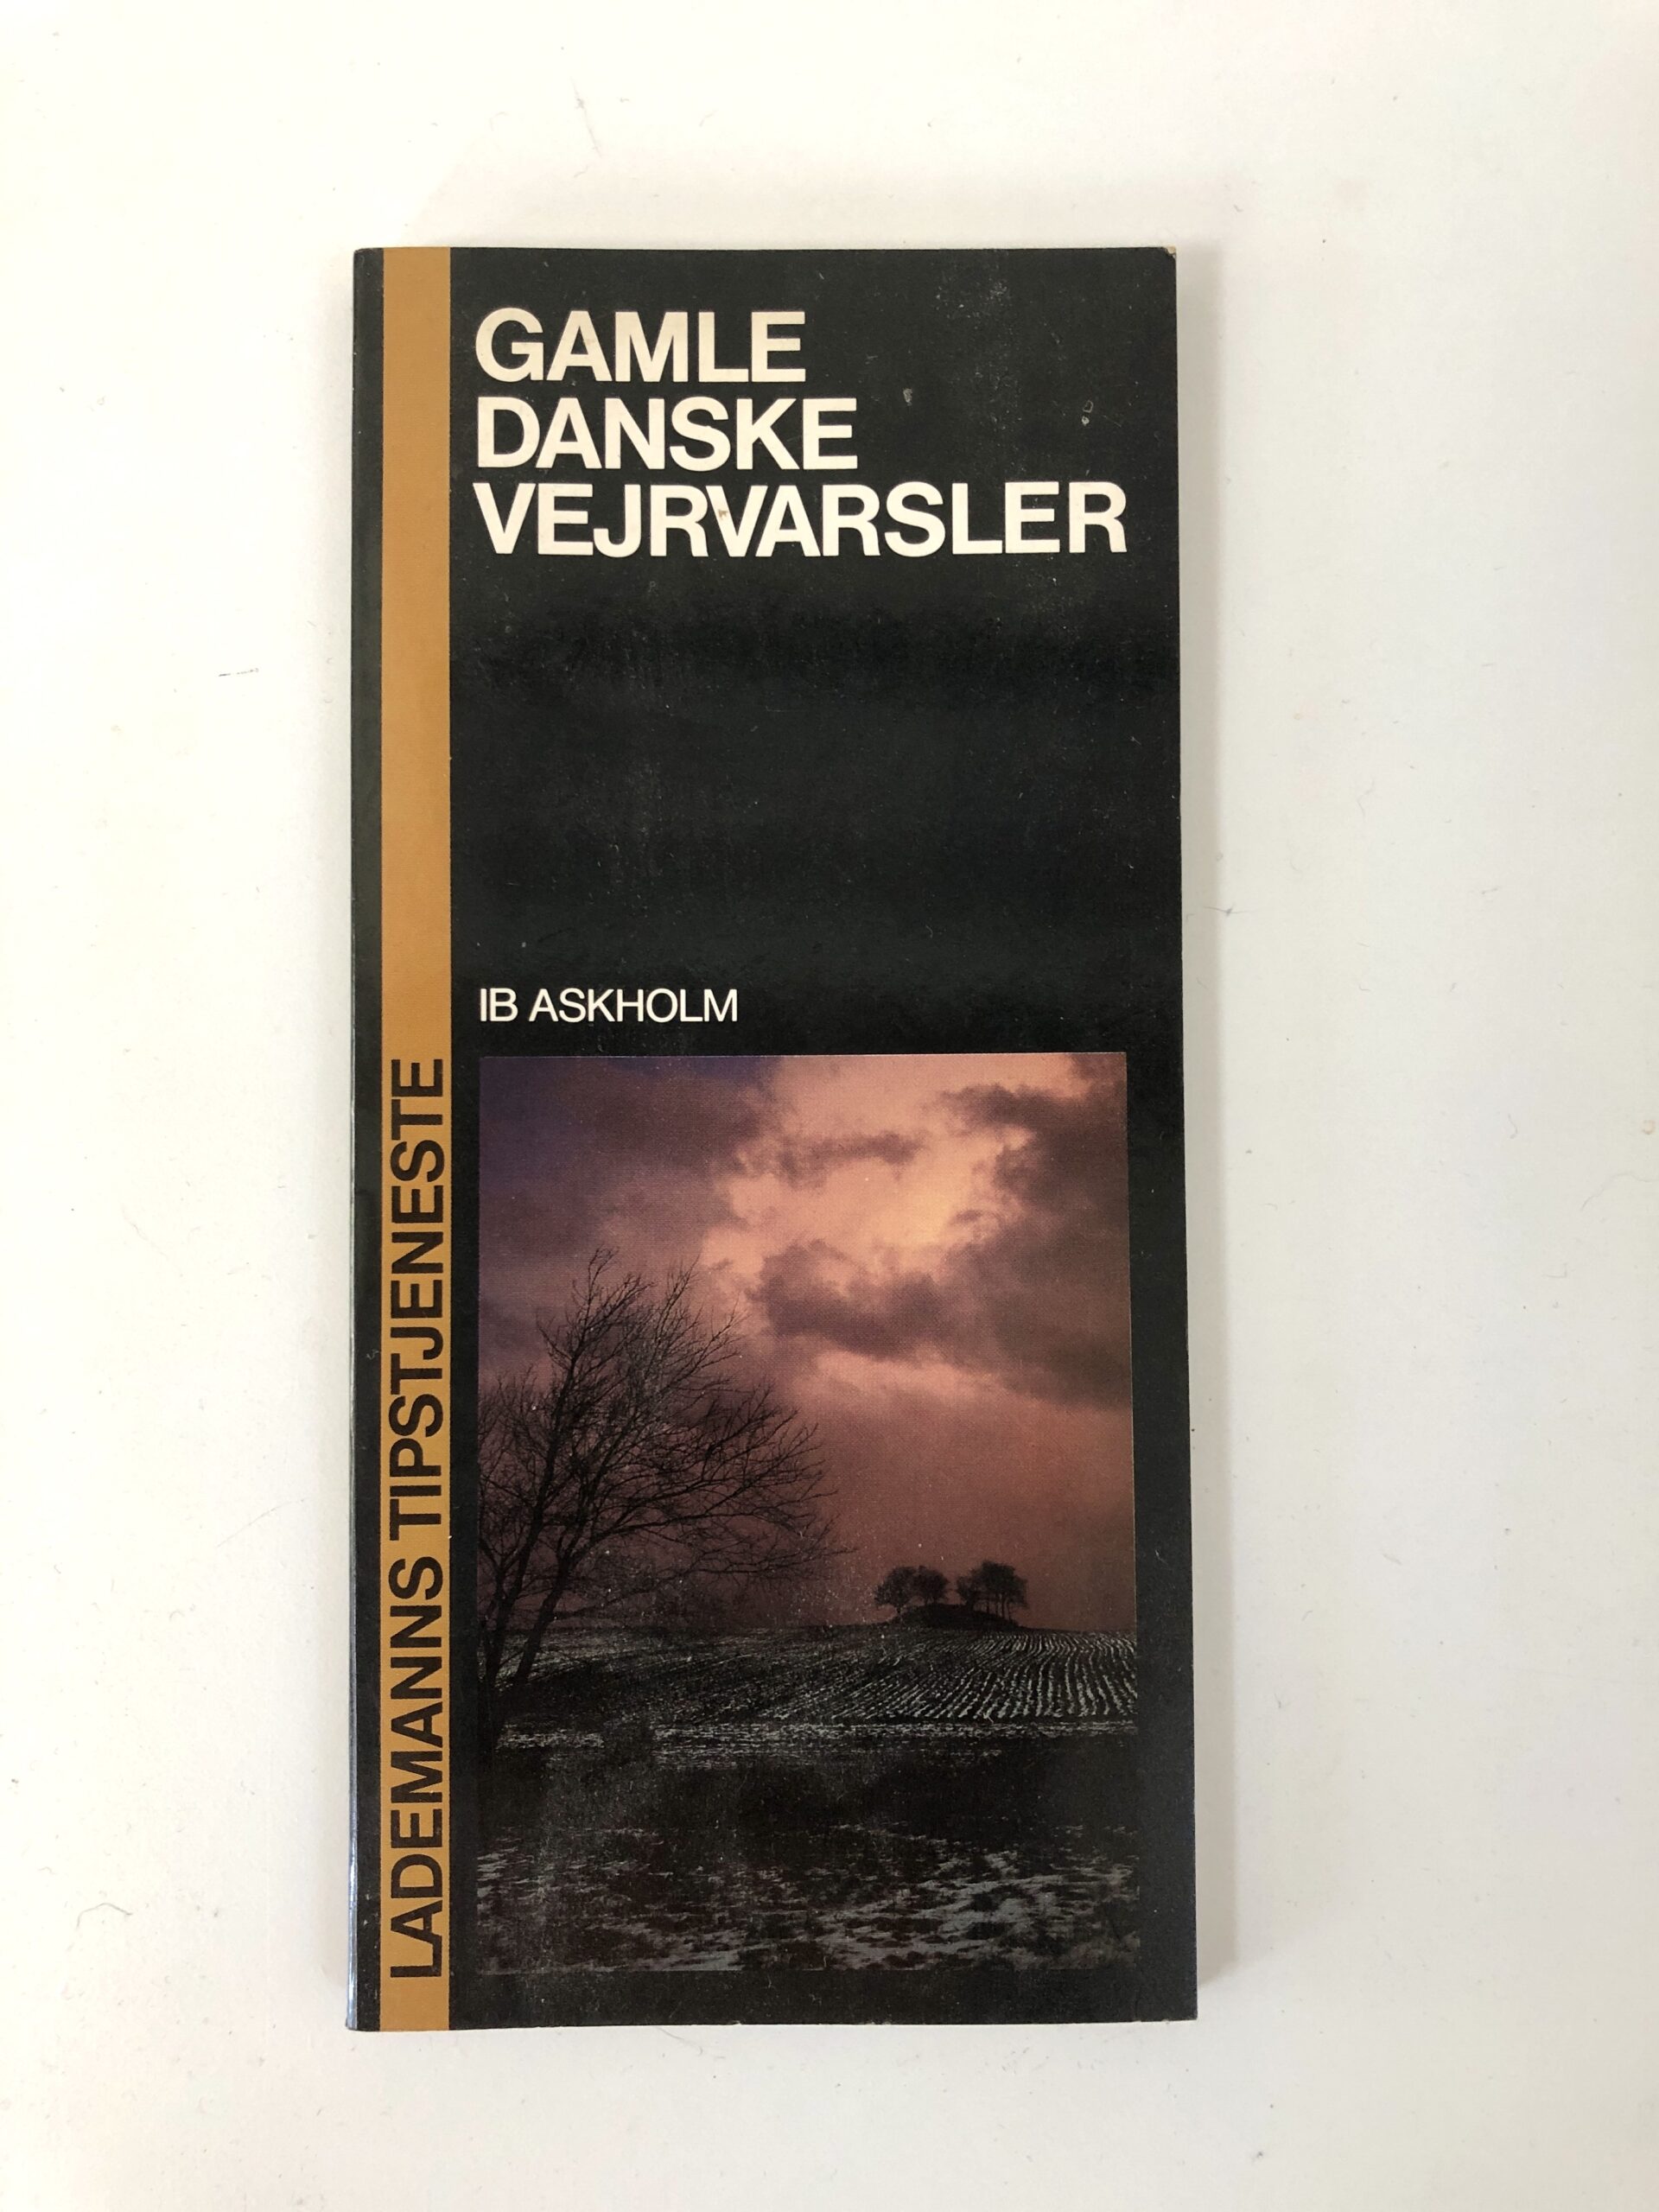 GAMLE
DANSKE
VEJRVARSLER
IB ASKHOLM
LADEMANNS TIPSTJENESTE